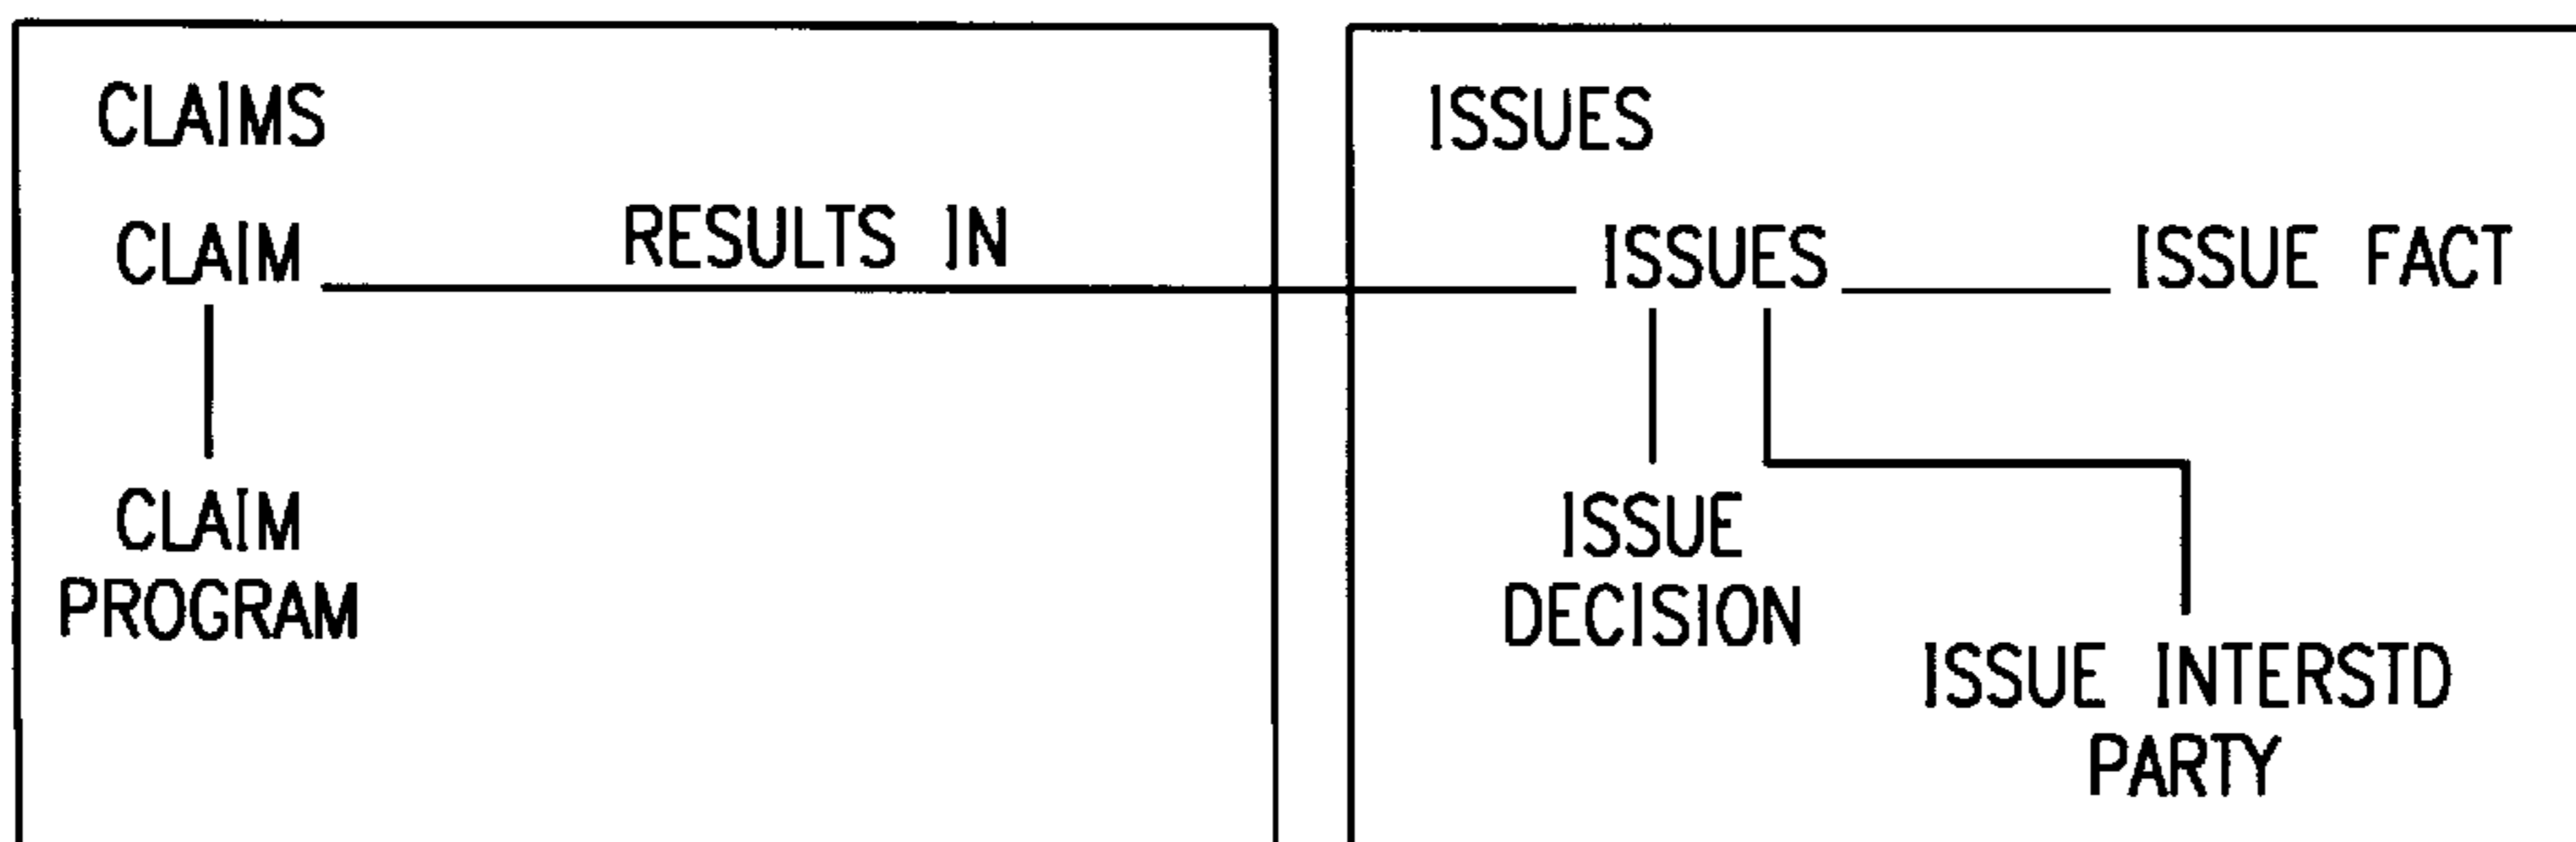 CLAIMS
CLAIM
RESULTS IN
CLAIM
PROGRAM
ISSUES
ISSUES
ISSUE FACT
ISSUE
DECISION
ISSUE INTERSTD
PARTY